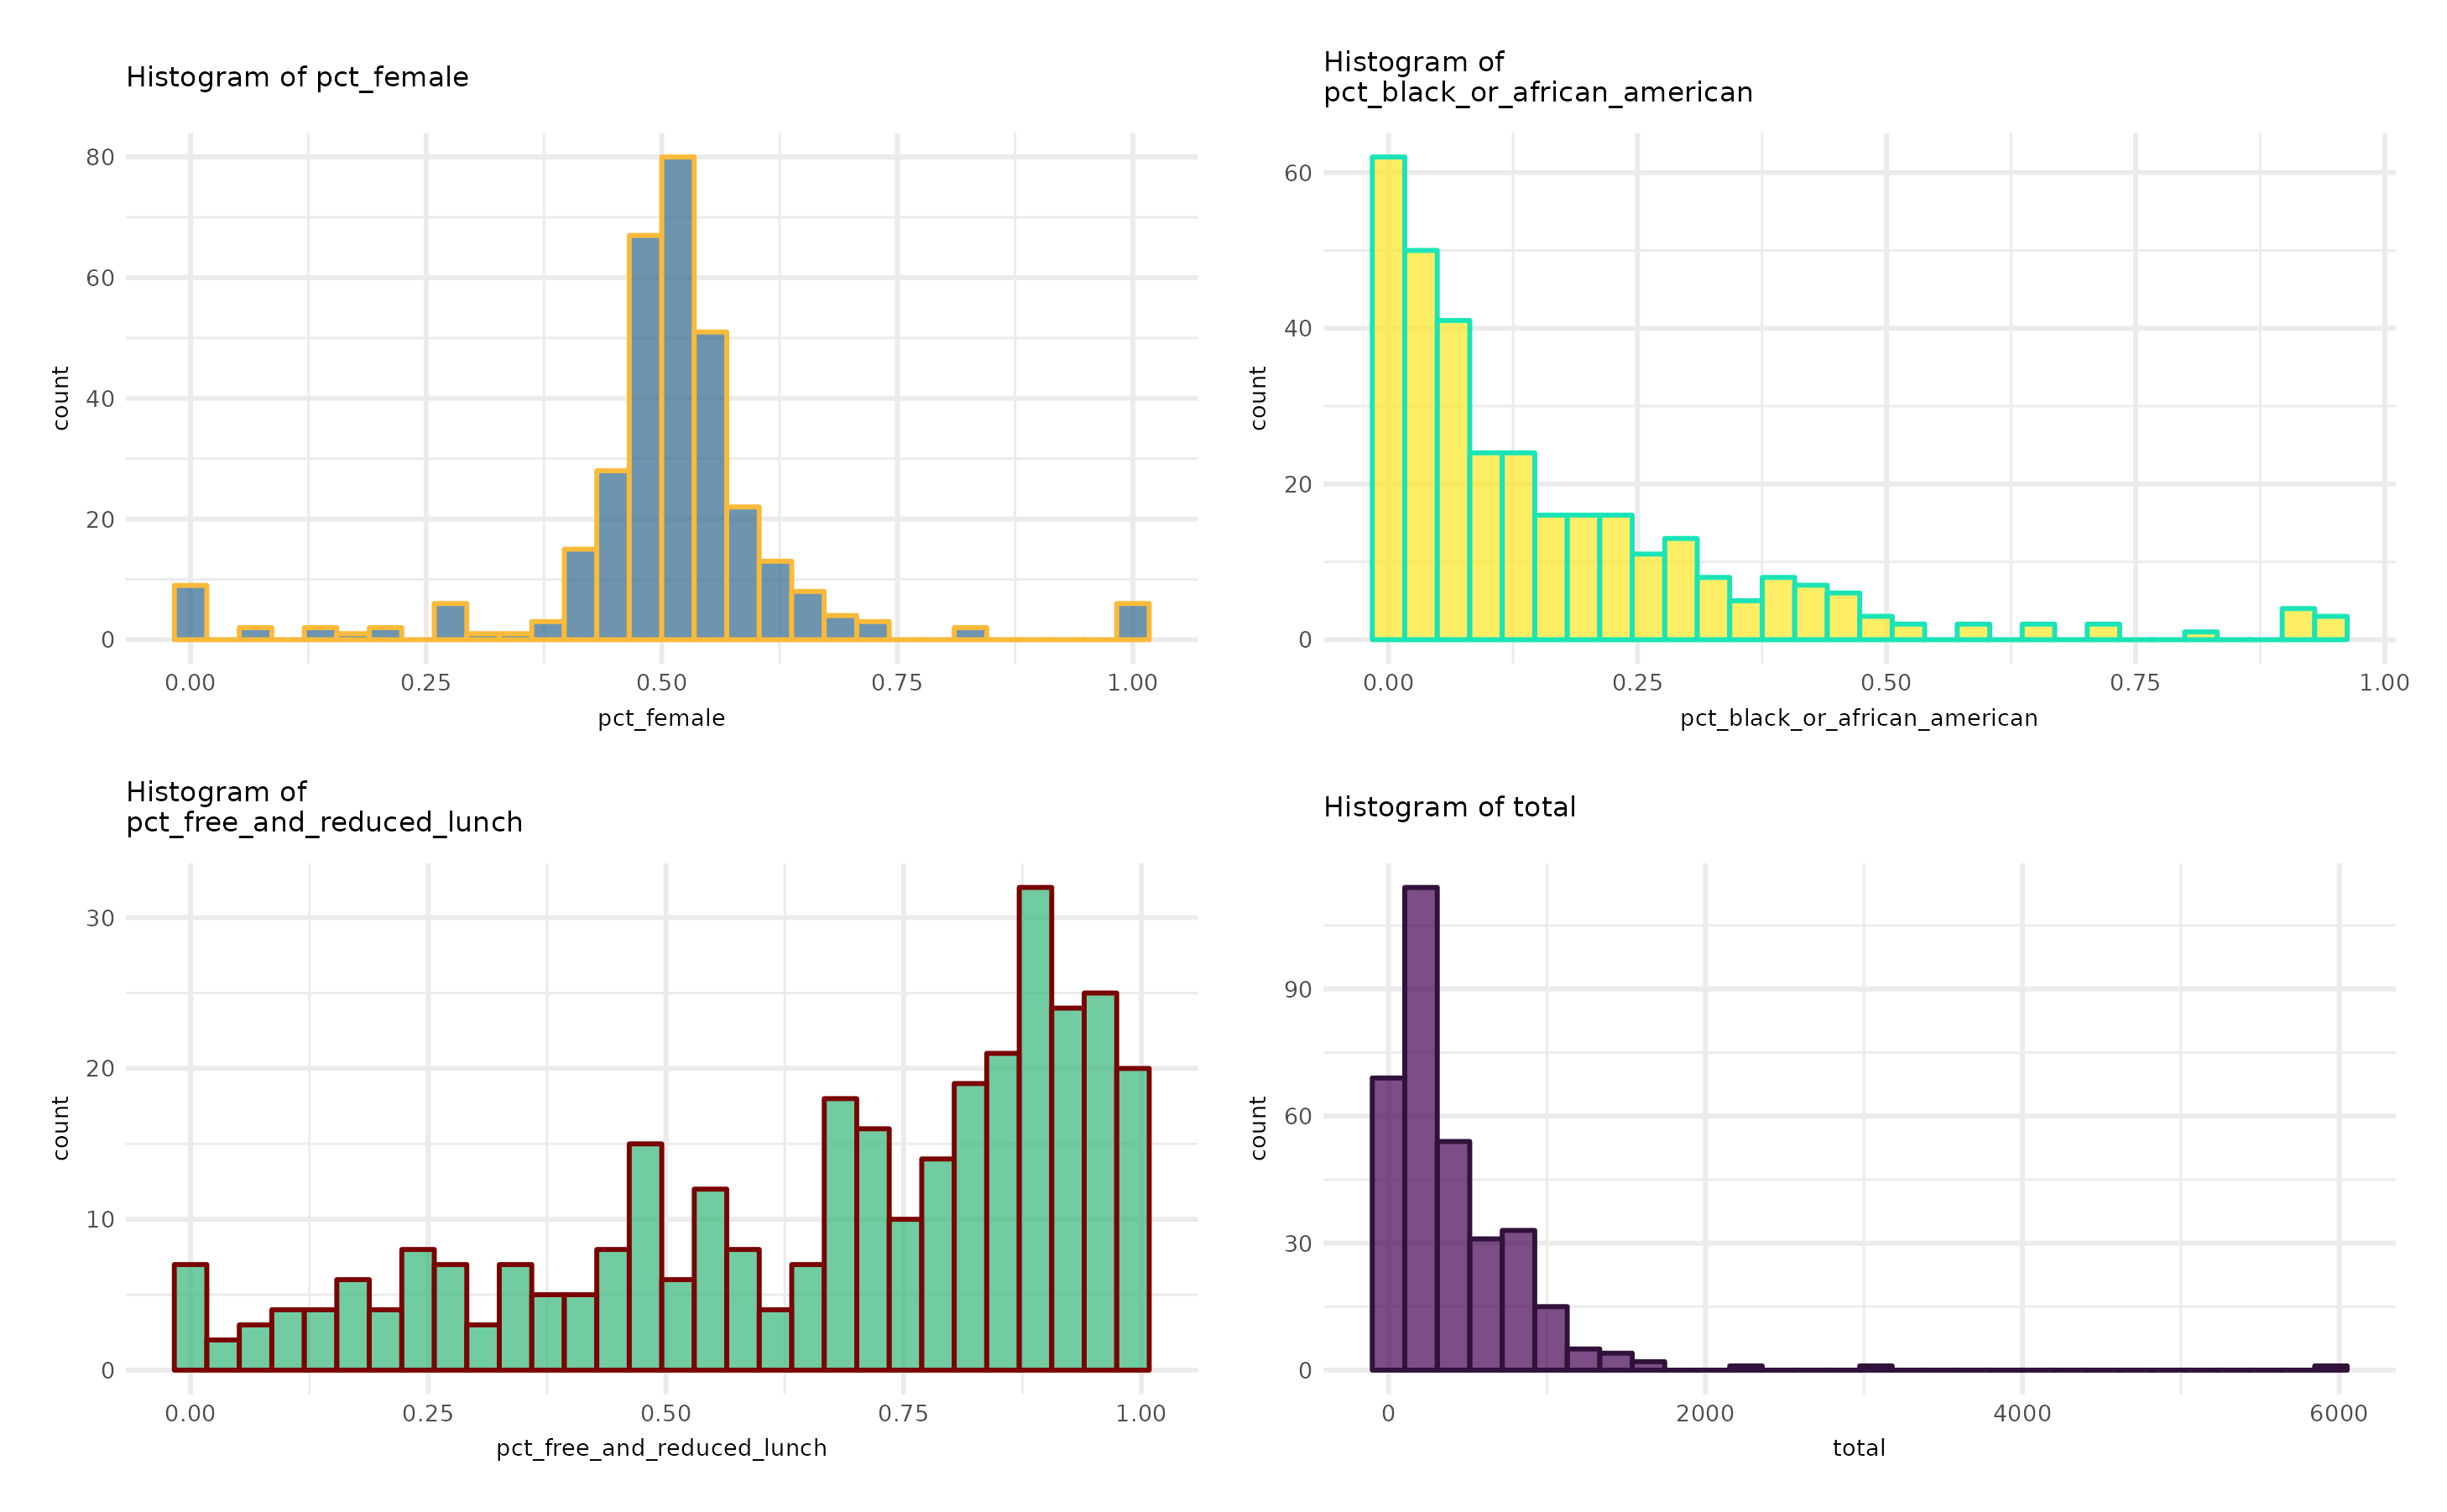 Histogram of pct_female
80
60
40
20
0
count
0.00 0.25 0.50 0.75 1.00
pct_female
Histogram of
pct_black_or_african_american
60
40
20
0
count
0.00 0.25 0.50 0.75 1.00
pct_black_or_african_american
Histogram of
pct_free_and_reduced_lunch
30
20
10
0
count
0.00 0.25 0.50 0.75 1.00
pct_free_and_reduced_lunch
Histogram of total
90
60
30
0
count
0 2000 4000 6000
total